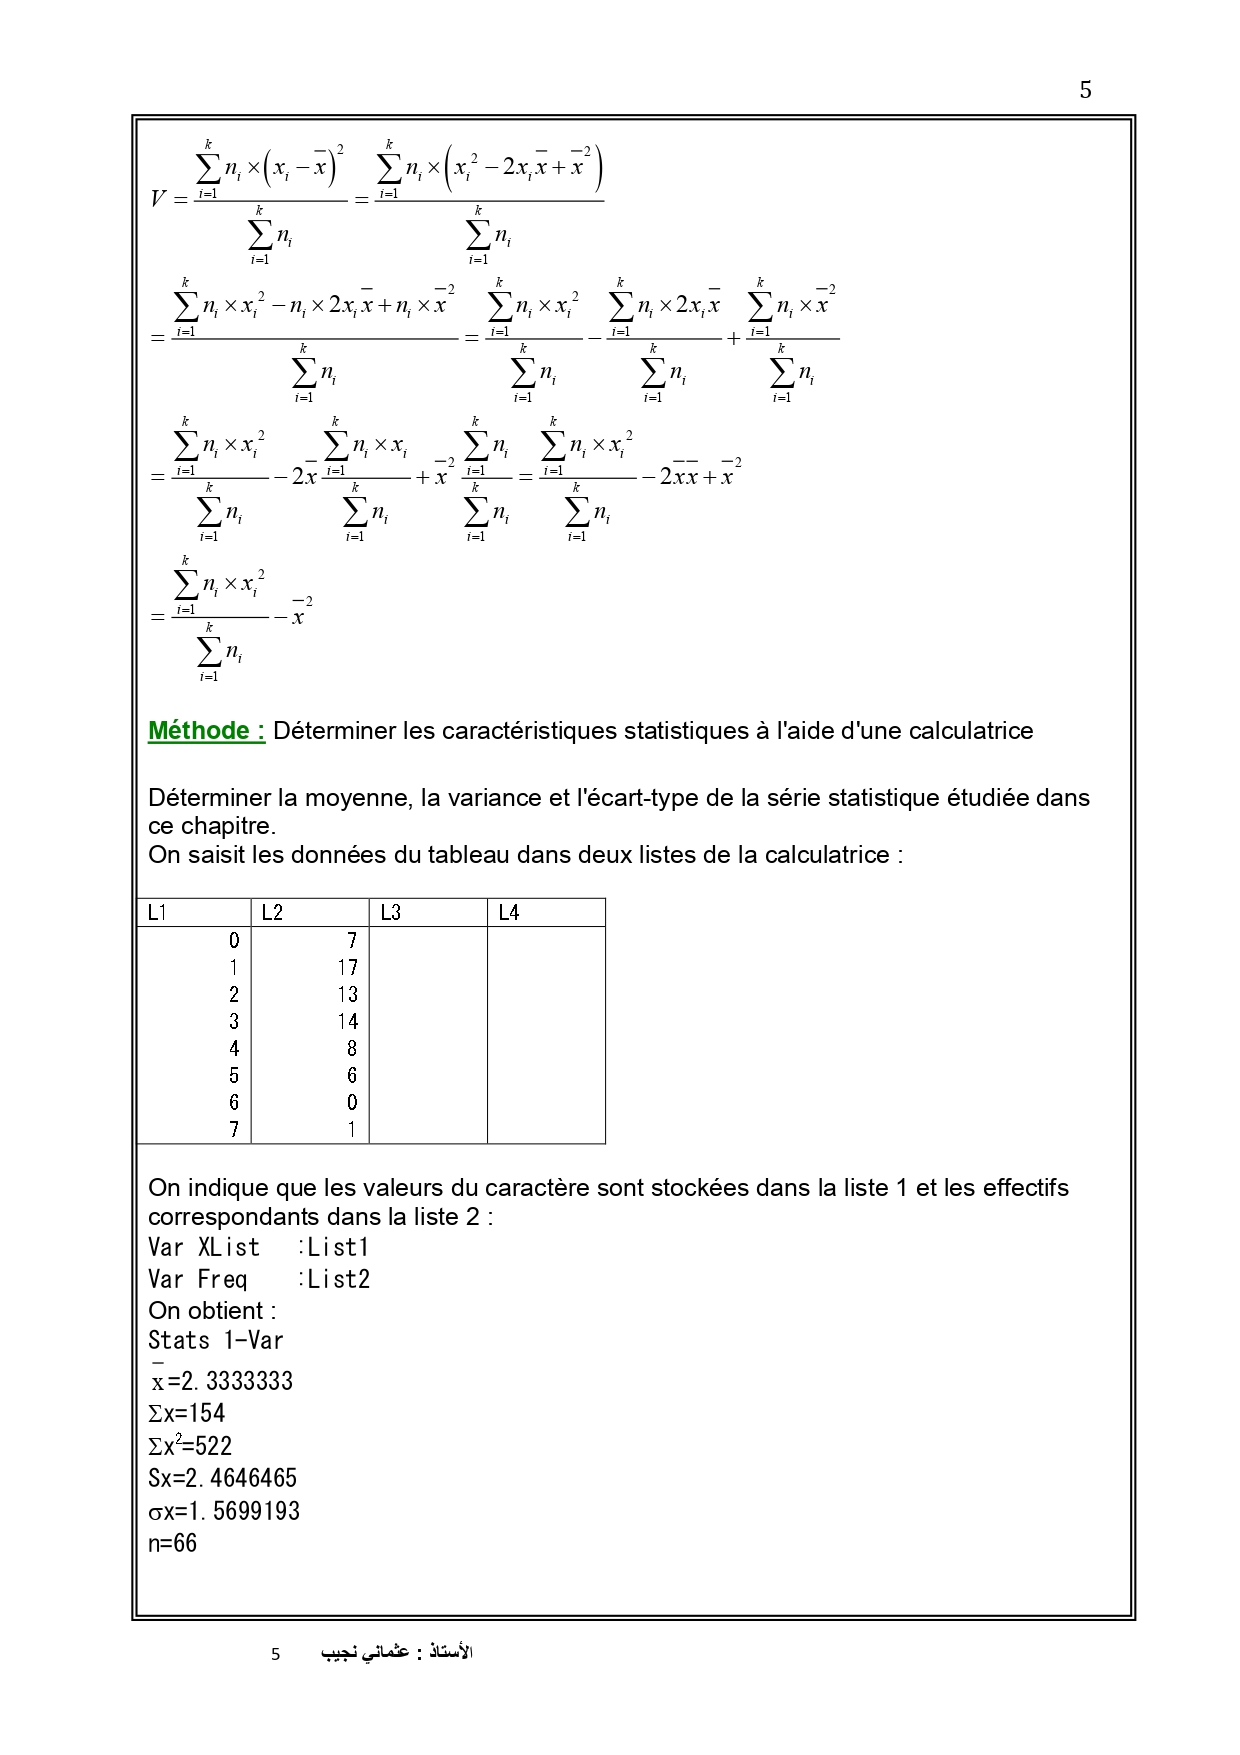 5
V = \frac{\sum_{i=1}^{k} n_i \times (x_i - \overline{x})^2}{\sum_{i=1}^{k} n_i} = \frac{\sum_{i=1}^{k} n_i \times (x_i^2 - 2x_i\overline{x} + \overline{x}^2)}{\sum_{i=1}^{k} n_i}
= \frac{\sum_{i=1}^{k} n_i \times x_i^2 - n_i \times 2x_i\overline{x} + n_i \times \overline{x}^2}{\sum_{i=1}^{k} n_i} = \frac{\sum_{i=1}^{k} n_i \times x_i^2}{\sum_{i=1}^{k} n_i} - \frac{\sum_{i=1}^{k} n_i \times 2x_i\overline{x}}{\sum_{i=1}^{k} n_i} + \frac{\sum_{i=1}^{k} n_i \times \overline{x}^2}{\sum_{i=1}^{k} n_i}
= \frac{\sum_{i=1}^{k} n_i \times x_i^2}{\sum_{i=1}^{k} n_i} - 2\overline{x} \frac{\sum_{i=1}^{k} n_i \times x_i}{\sum_{i=1}^{k} n_i} + \overline{x}^2 \frac{\sum_{i=1}^{k} n_i}{\sum_{i=1}^{k} n_i} = \frac{\sum_{i=1}^{k} n_i \times x_i^2}{\sum_{i=1}^{k} n_i} - 2\overline{x}\overline{x} + \overline{x}^2
= \frac{\sum_{i=1}^{k} n_i \times x_i^2}{\sum_{i=1}^{k} n_i} - \overline{x}^2
Méthode : Déterminer les caractéristiques statistiques à l'aide d'une calculatrice
Déterminer la moyenne, la variance et l'écart-type de la série statistique étudiée dans
ce chapitre.
On saisit les données du tableau dans deux listes de la calculatrice :
L1 L2 L3 L4
0 7
1 17
2 13
3 14
4 8
5 6
6 0
7 1
On indique que les valeurs du caractère sont stockées dans la liste 1 et les effectifs
correspondants dans la liste 2 :
Var XList :List1
Var Freq :List2
On obtient :
Stats 1-Var
x̅=2.3333333
Σx=154
Σx²=522
Sx=2.4646465
σx=1.5699193
n=66
الأستاذ : عثماني نجيب 5